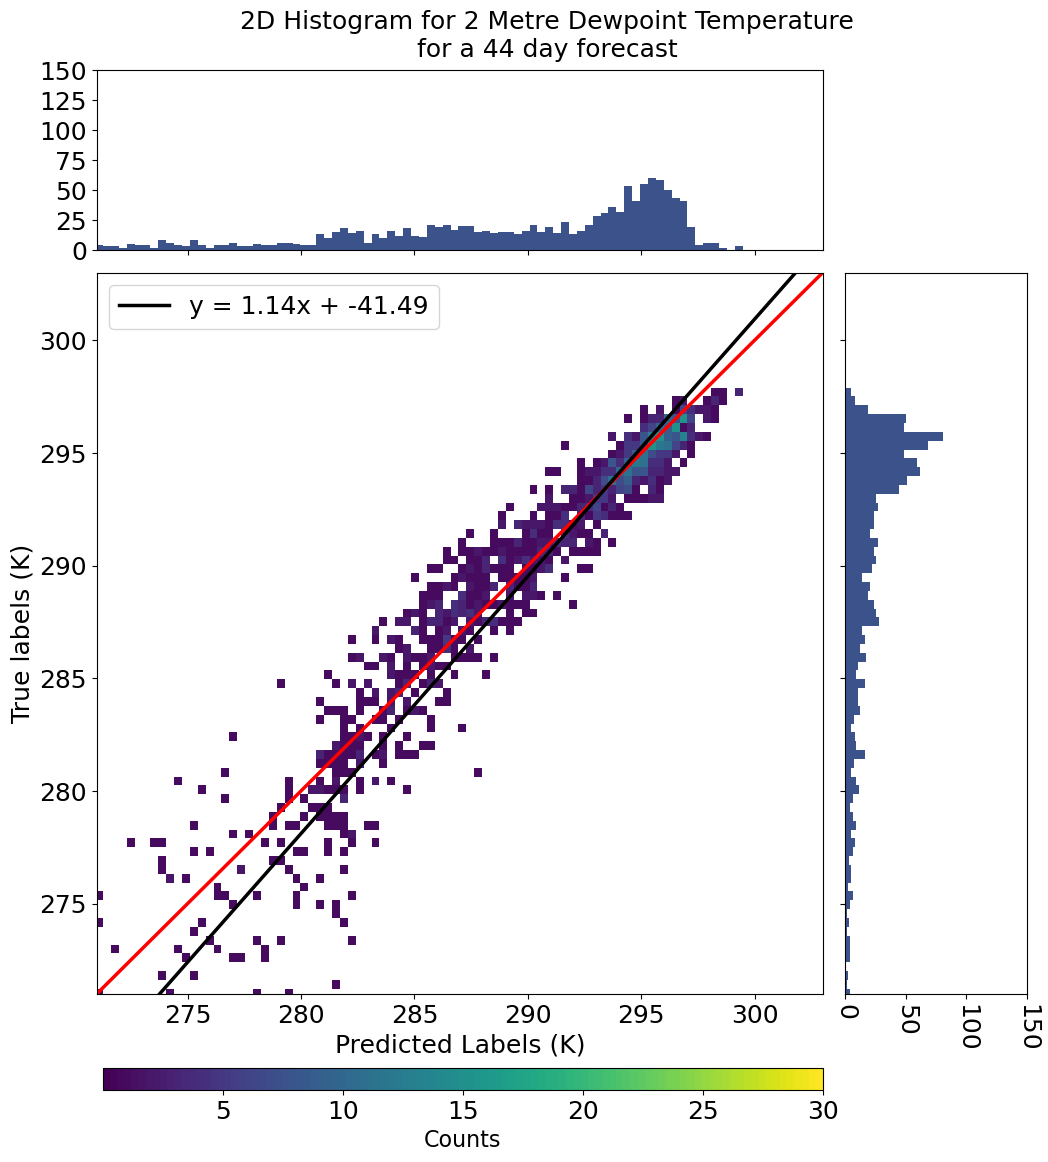 2D Histogram for 2 Metre Dewpoint Temperature
for a 44 day forecast
150
125
100
75
50
25
0
y = 1.14x + -41.49
300
295
290
285
280
275
True labels (K)
275 280 285 290 295 300
Predicted Labels (K)
0 50 100 150
5 10 15 20 25 30
Counts